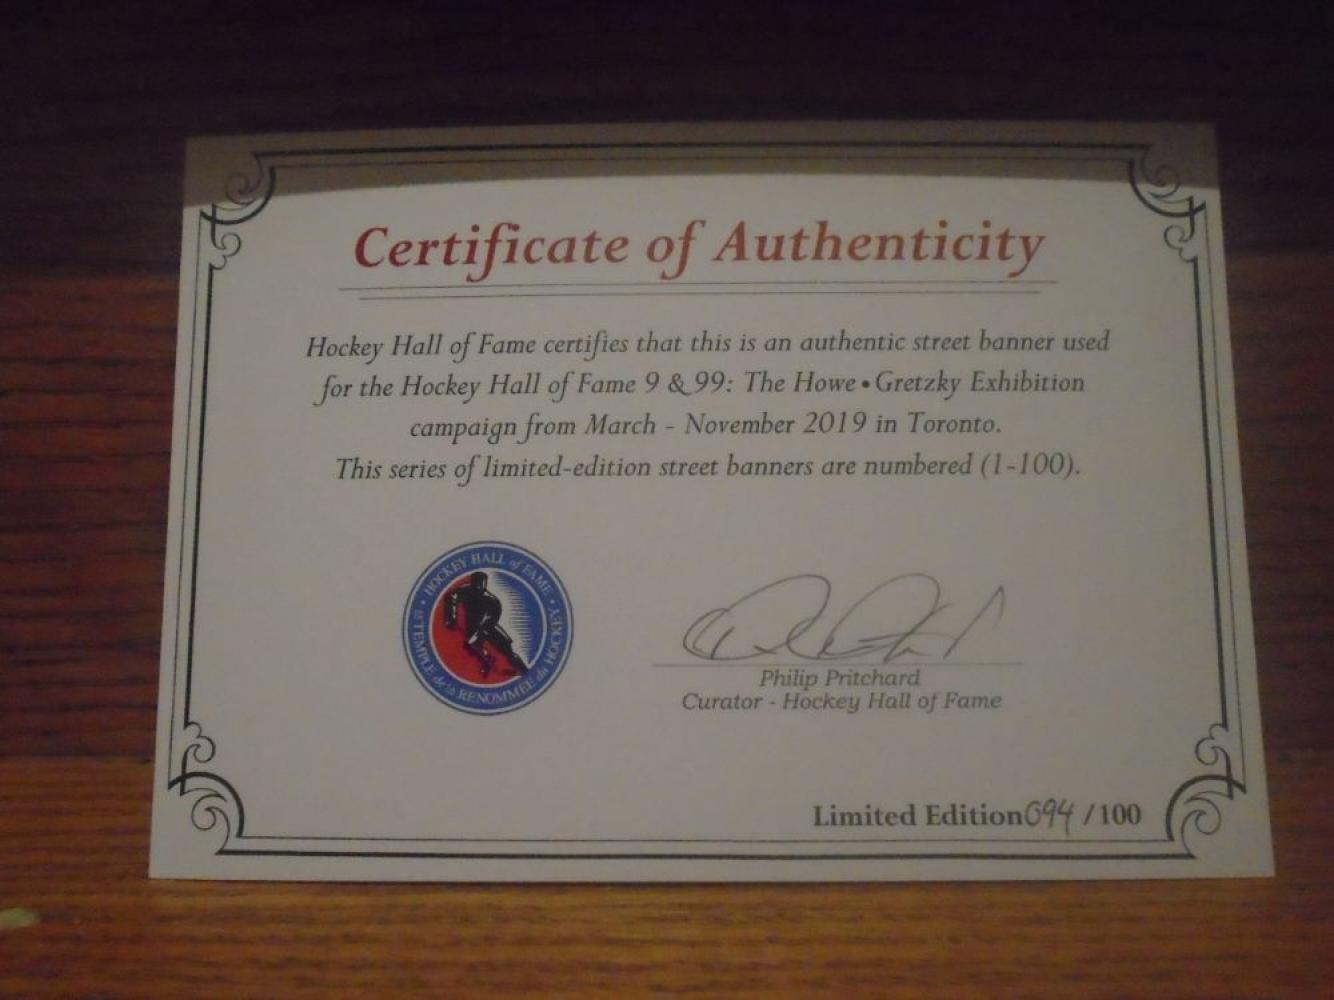 Certificate of Authenticity
Hockey Hall of Fame certifies that this is an authentic street banner used
for the Hockey Hall of Fame 9 & 99: The Howe • Gretzky Exhibition
campaign from March - November 2019 in Toronto.
This series of limited-edition street banners are numbered (1-100).
HOCKEY HALL of FAME
le TEMPLE de la RENOMMÉE du HOCKEY
Philip Pritchard
Curator - Hockey Hall of Fame
Limited Edition 094 / 100